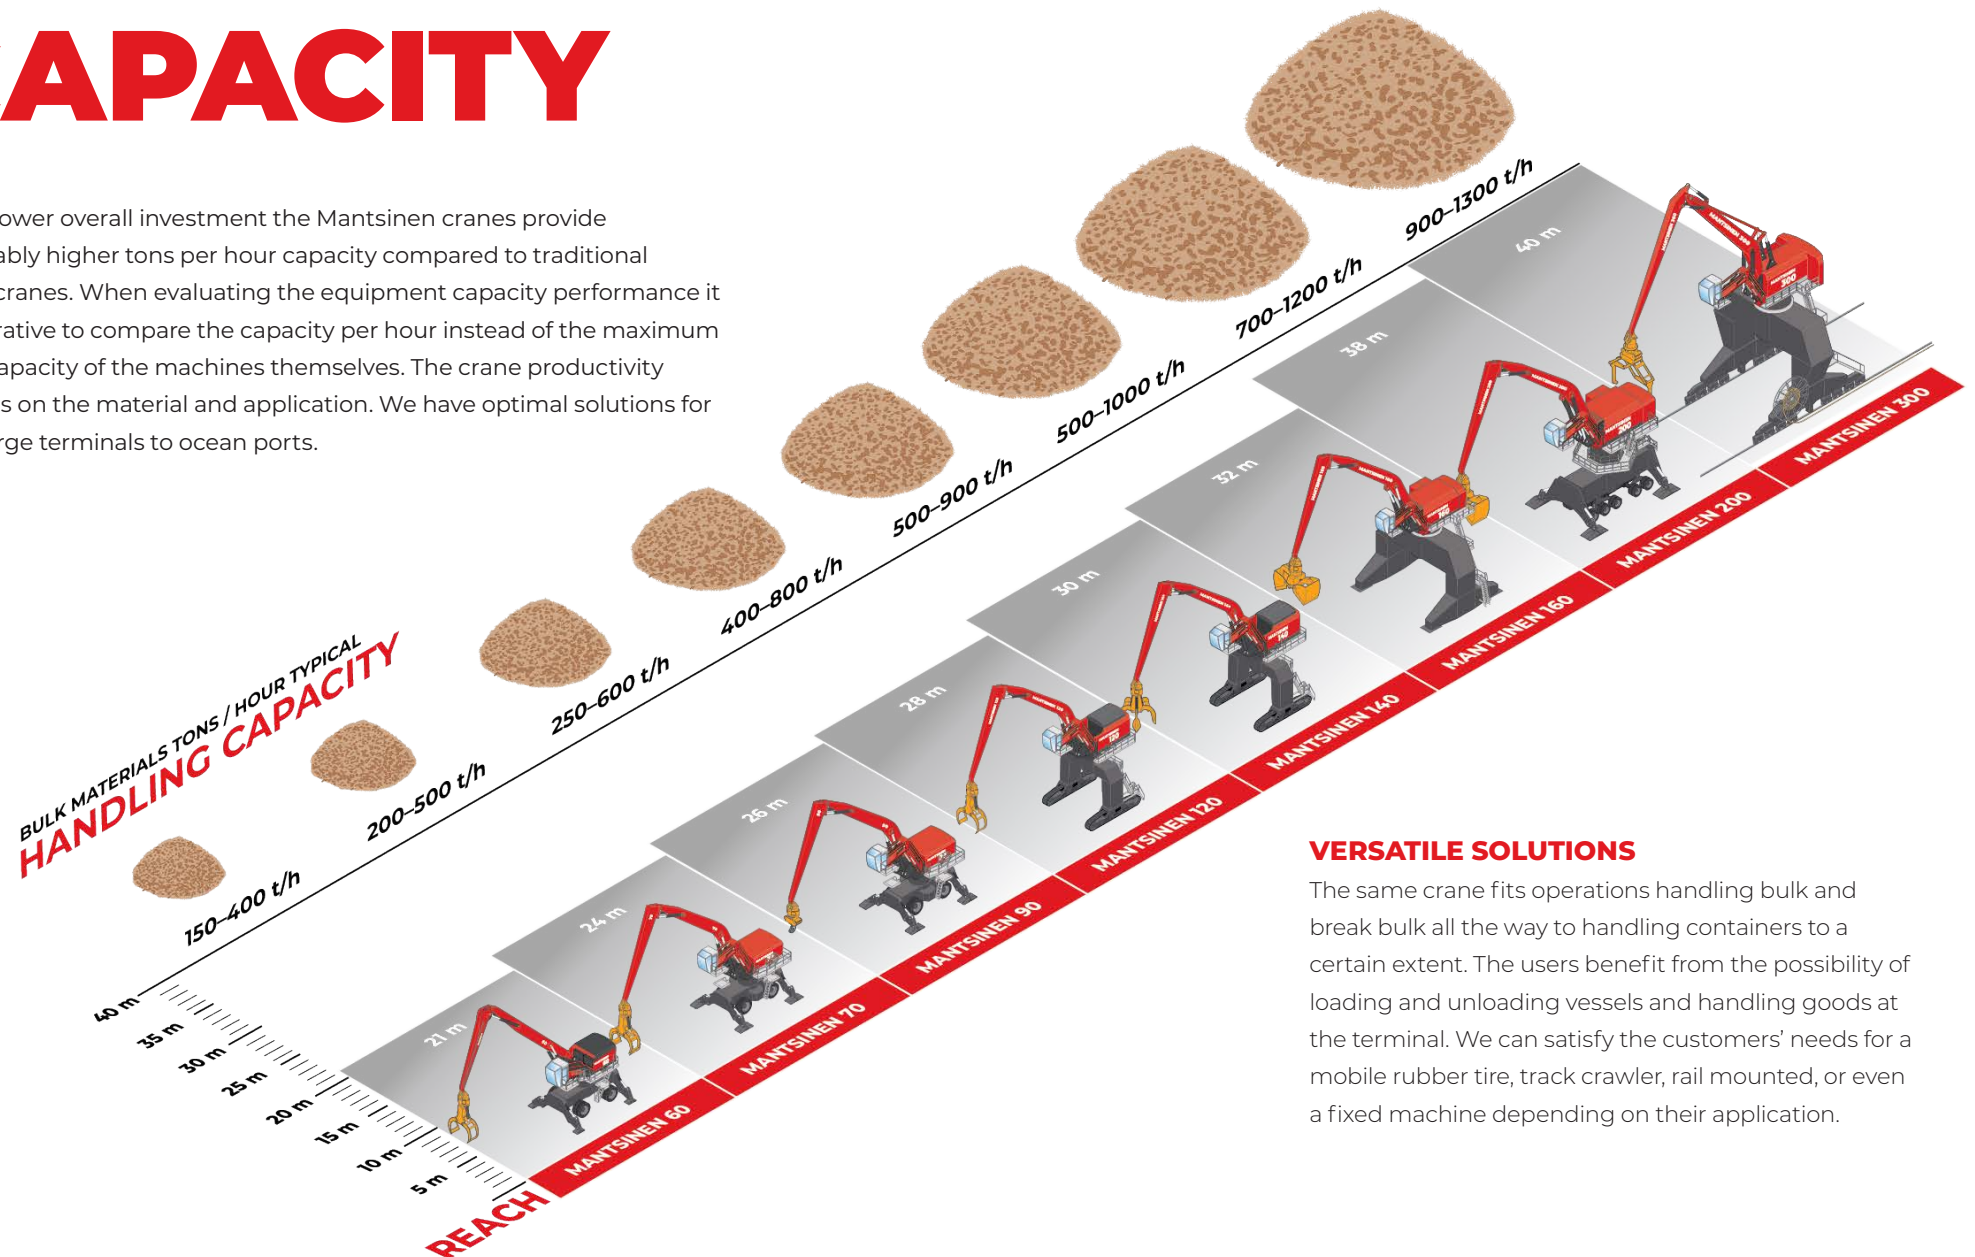 APACITY
ower overall investment the Mantsinen cranes provide
ably higher tons per hour capacity compared to traditional
cranes. When evaluating the equipment capacity performance it
rative to compare the capacity per hour instead of the maximum
apacity of the machines themselves. The crane productivity
s on the material and application. We have optimal solutions for
rge terminals to ocean ports.
BULK MATERIALS TONS / HOUR TYPICAL
HANDLING CAPACITY
150–400 t/h
200–500 t/h
250–600 t/h
400–800 t/h
500–900 t/h
500–1000 t/h
700–1200 t/h
900–1300 t/h
21 m
24 m
26 m
28 m
30 m
32 m
38 m
40 m
40 m
35 m
30 m
25 m
20 m
15 m
10 m
5 m
REACH
MANTSINEN 60
MANTSINEN 70
MANTSINEN 90
MANTSINEN 120
MANTSINEN 140
MANTSINEN 160
MANTSINEN 200
MANTSINEN 300
VERSATILE SOLUTIONS
The same crane fits operations handling bulk and
break bulk all the way to handling containers to a
certain extent. The users benefit from the possibility of
loading and unloading vessels and handling goods at
the terminal. We can satisfy the customers’ needs for a
mobile rubber tire, track crawler, rail mounted, or even
a fixed machine depending on their application.